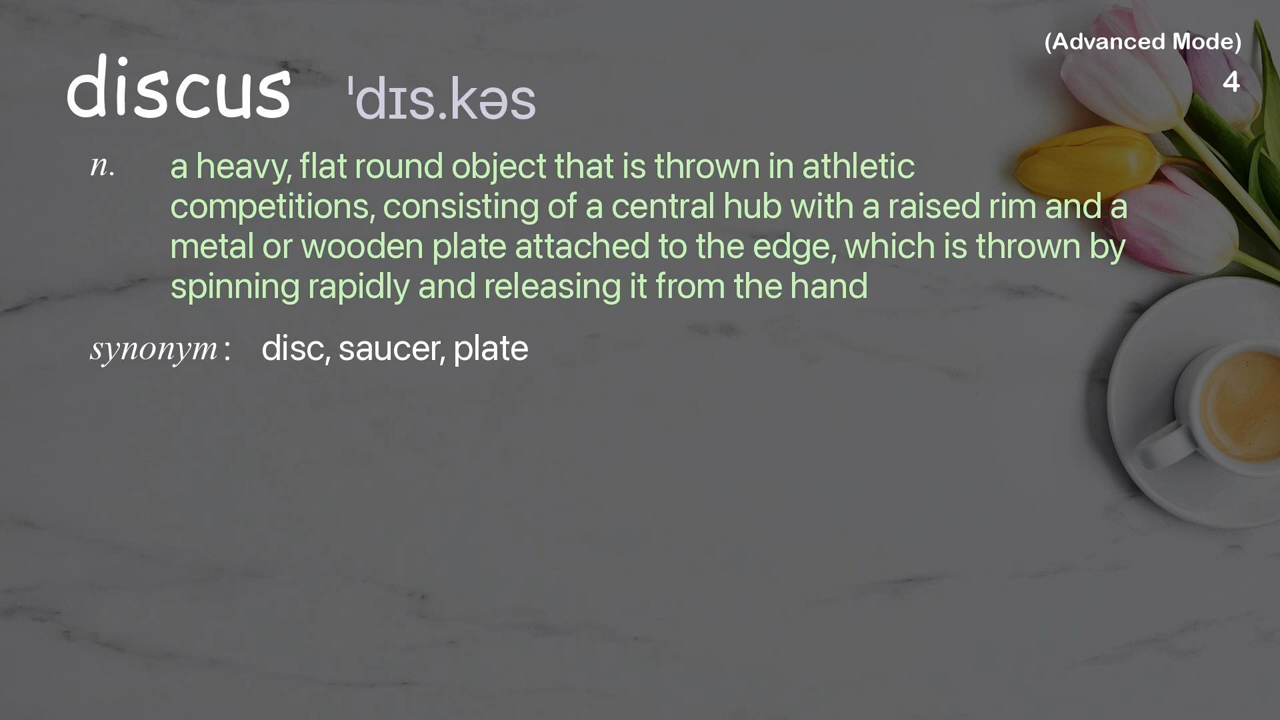 (Advanced Mode)
4
discus ˈdɪs.kəs
n. a heavy, flat round object that is thrown in athletic
competitions, consisting of a central hub with a raised rim and a
metal or wooden plate attached to the edge, which is thrown by
spinning rapidly and releasing it from the hand
synonym: disc, saucer, plate